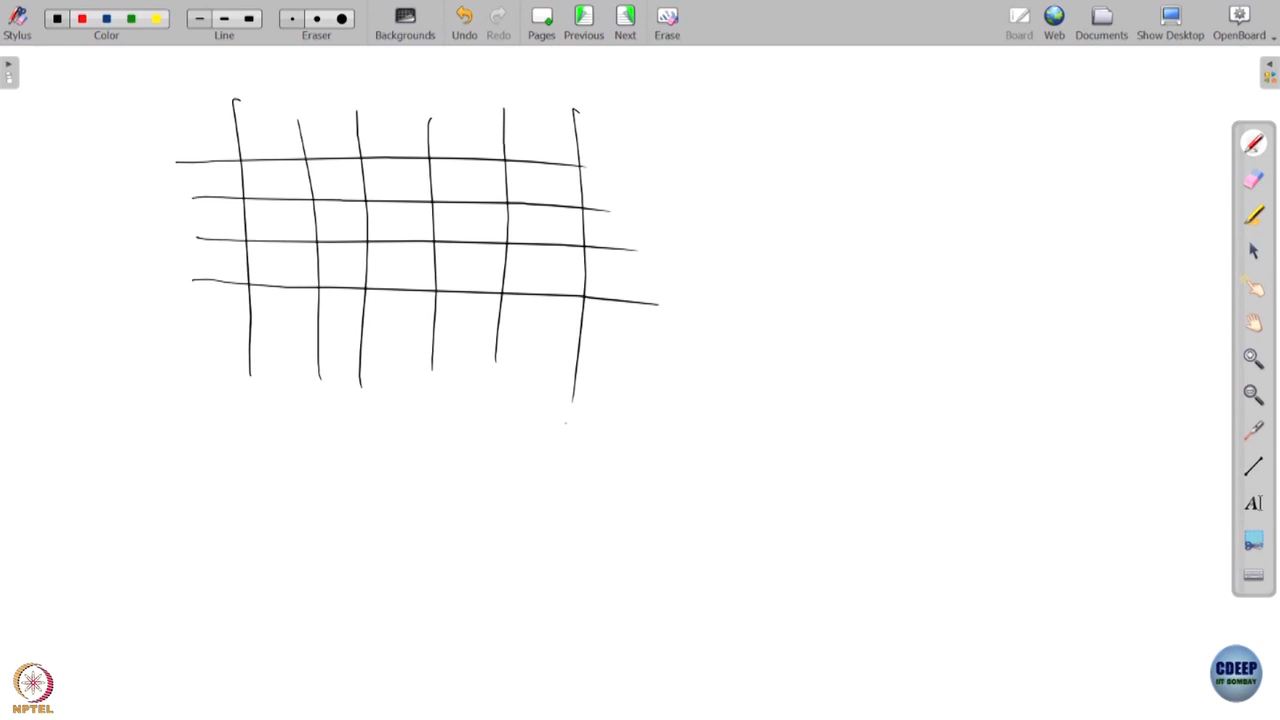 Stylus Color Line Eraser Backgrounds Undo Redo Pages Previous Next Erase Board Web Documents Show Desktop OpenBoard
A
NPTEL
CDEEP
IIT BOMBAY